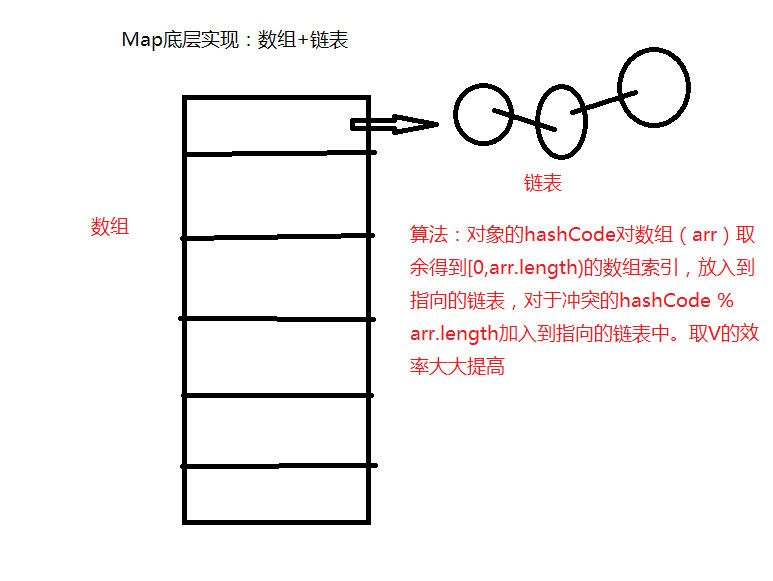 Map底层实现：数组+链表
链表
数组
算法：对象的hashCode对数组（arr）取
余得到[0,arr.length)的数组索引，放入到
指向的链表，对于冲突的hashCode %
arr.length加入到指向的链表中。取V的效
率大大提高